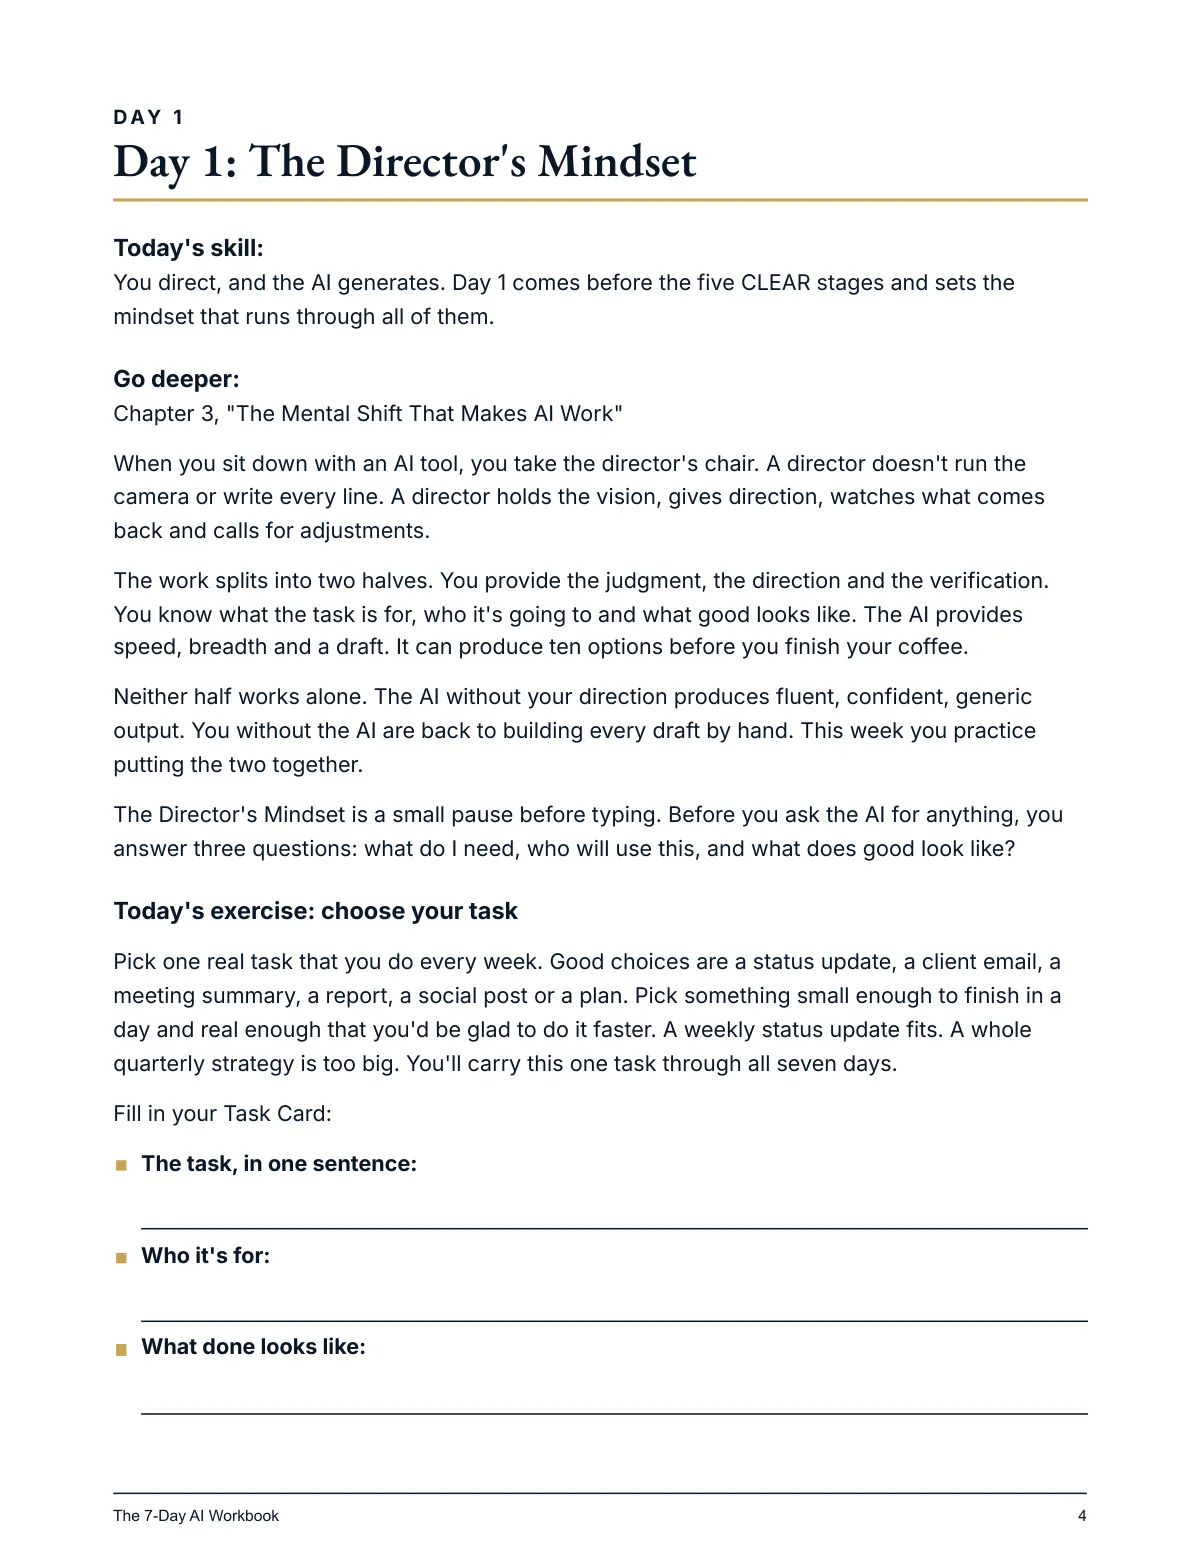 DAY 1
Day 1: The Director's Mindset
Today's skill:
You direct, and the AI generates. Day 1 comes before the five CLEAR stages and sets the
mindset that runs through all of them.
Go deeper:
Chapter 3, "The Mental Shift That Makes AI Work"
When you sit down with an AI tool, you take the director's chair. A director doesn't run the
camera or write every line. A director holds the vision, gives direction, watches what comes
back and calls for adjustments.
The work splits into two halves. You provide the judgment, the direction and the verification.
You know what the task is for, who it's going to and what good looks like. The AI provides
speed, breadth and a draft. It can produce ten options before you finish your coffee.
Neither half works alone. The AI without your direction produces fluent, confident, generic
output. You without the AI are back to building every draft by hand. This week you practice
putting the two together.
The Director's Mindset is a small pause before typing. Before you ask the AI for anything, you
answer three questions: what do I need, who will use this, and what does good look like?
Today's exercise: choose your task
Pick one real task that you do every week. Good choices are a status update, a client email, a
meeting summary, a report, a social post or a plan. Pick something small enough to finish in a
day and real enough that you'd be glad to do it faster. A weekly status update fits. A whole
quarterly strategy is too big. You'll carry this one task through all seven days.
Fill in your Task Card:
The task, in one sentence:
Who it's for:
What done looks like:
The 7-Day AI Workbook
4